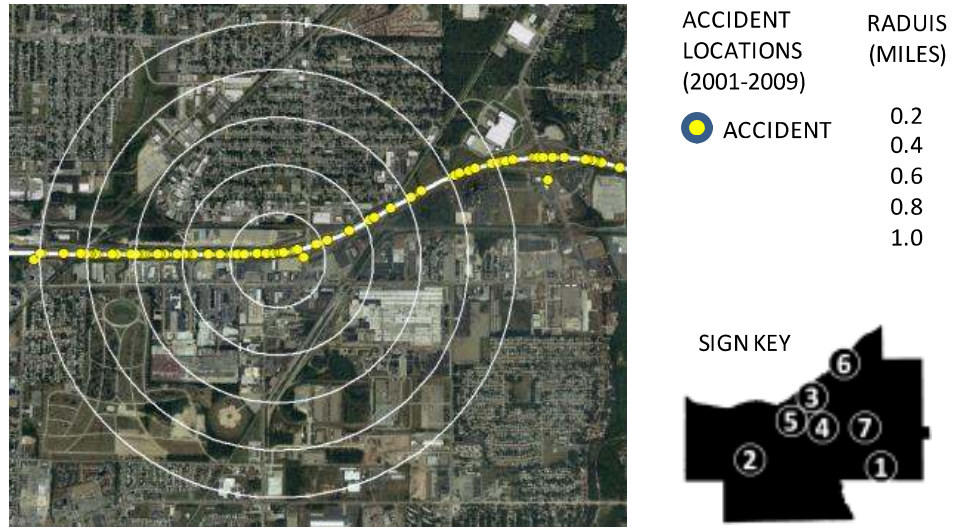 ACCIDENT
LOCATIONS
(2001-2009)
ACCIDENT
RADUIS
(MILES)
0.2
0.4
0.6
0.8
1.0
SIGN KEY
6
3
5
4
7
2
1